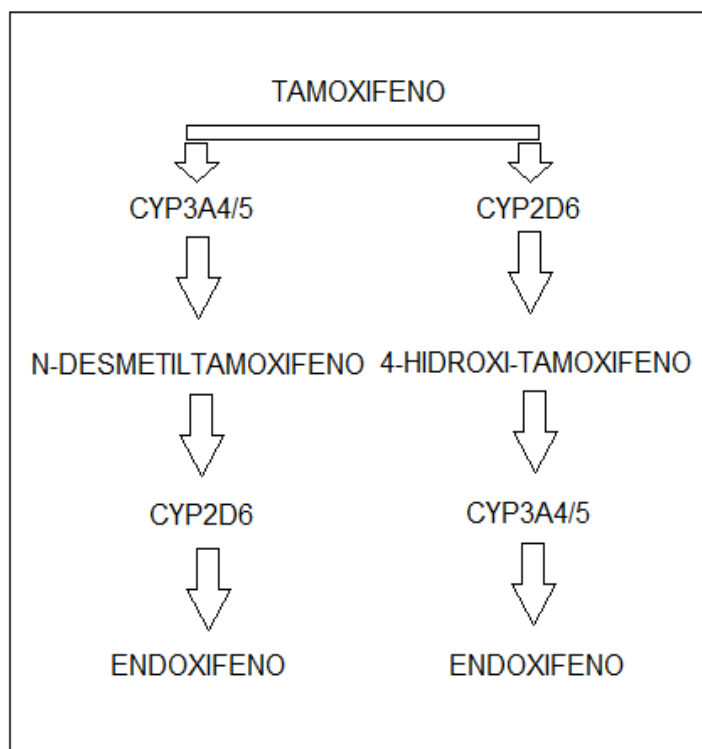 TAMOXIFENO
CYP3A4/5 CYP2D6
N-DESMETILTAMOXIFENO 4-HIDROXI-TAMOXIFENO
CYP2D6 CYP3A4/5
ENDOXIFENO ENDOXIFENO